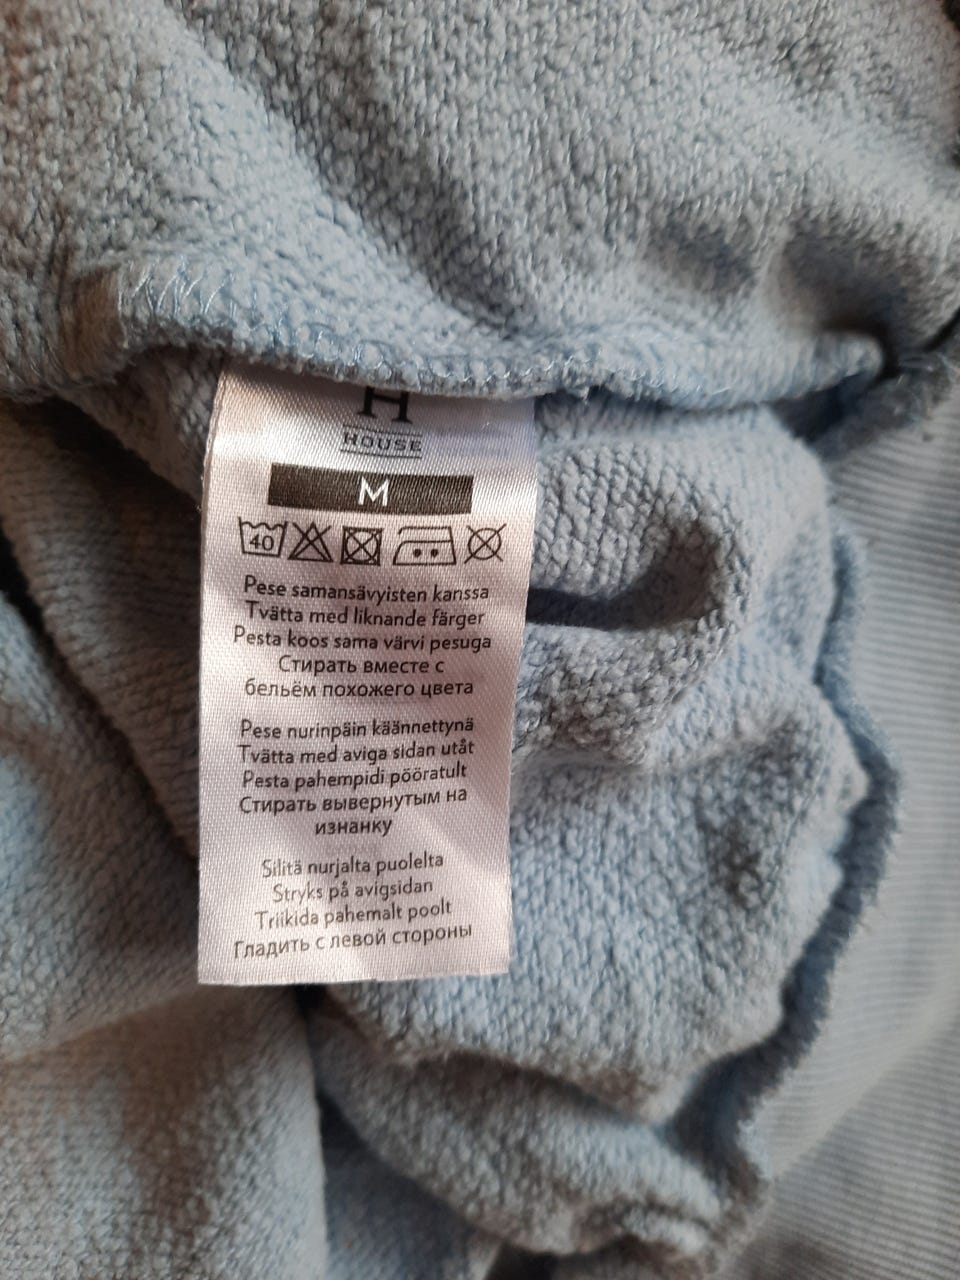 H
HOUSE
M
40
Pese samansävyisten kanssa
Tvätta med liknande färger
Pesta koos sama värvi pesuga
Стирать вместе с
бельём похожего цвета
Pese nurinpäin käännettynä
Tvätta med aviga sidan utåt
Pesta pahempidi pööratult
Стирать вывернутым на
изнанку
Silitä nurjalta puolelta
Stryks på avigsidan
Triikida pahemalt poolt
Гладить с левой стороны